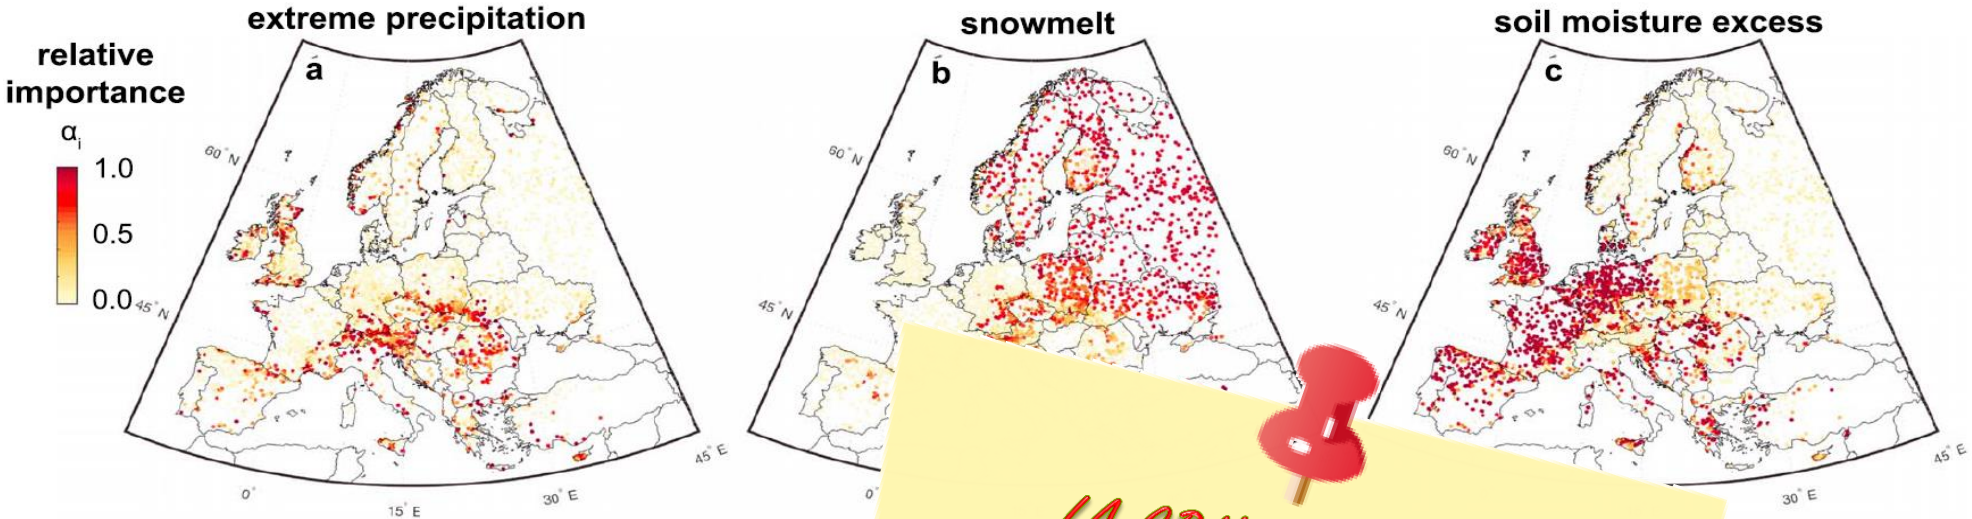 extreme precipitation
snowmelt
soil moisture excess
relative
importance
αi
1.0
0.5
0.0
a
b
c
60°N
45°N
0°
15°E
30°E
45°E
60°N
45°N
0°
60°N
45°N
30°E
45°E